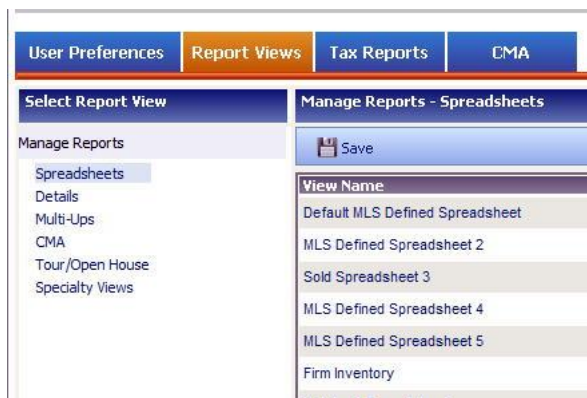 User Preferences
Report Views
Tax Reports
CMA
Select Report View
Manage Reports
Spreadsheets
Details
Multi-Ups
CMA
Tour/Open House
Specialty Views
Manage Reports - Spreadsheets
Save
View Name
Default MLS Defined Spreadsheet
MLS Defined Spreadsheet 2
Sold Spreadsheet 3
MLS Defined Spreadsheet 4
MLS Defined Spreadsheet 5
Firm Inventory